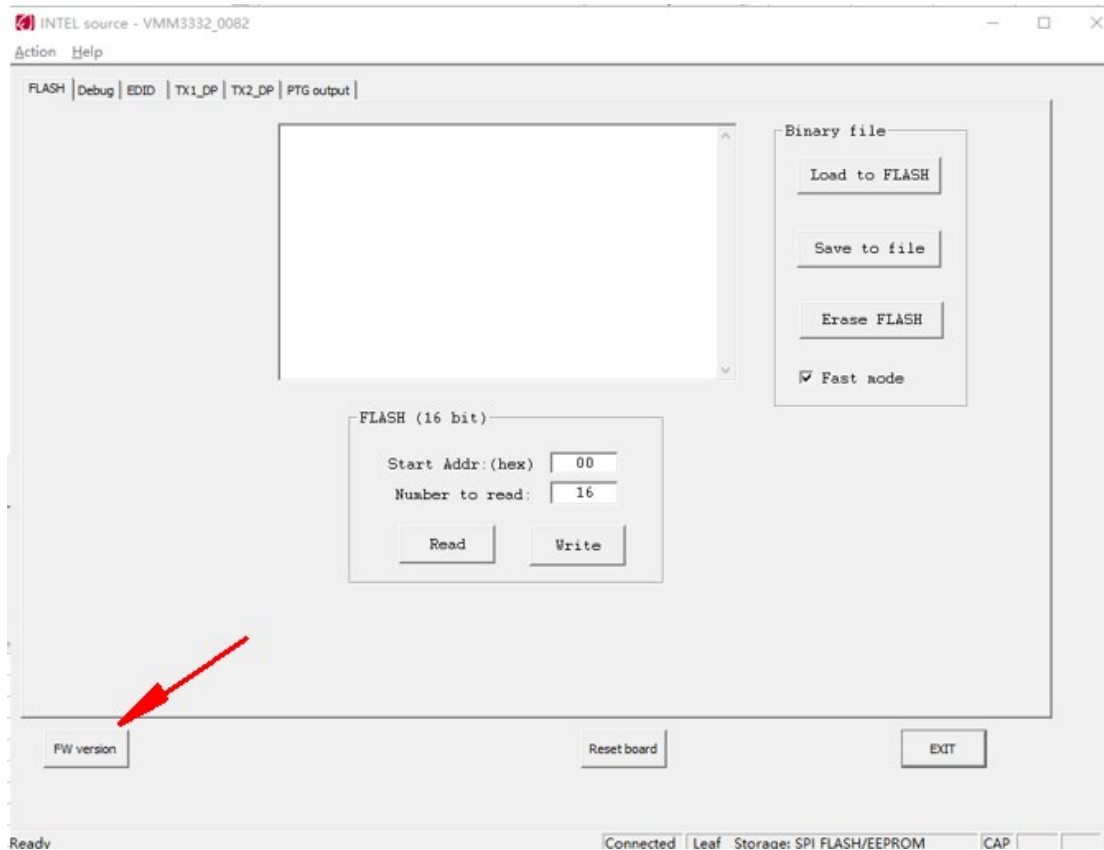 INTEL source - VMM3332_0082
Action Help
FLASH Debug EDID TX1_DP TX2_DP PTG output
Binary file
Load to FLASH
Save to file
Erase FLASH
Fast mode
FLASH (16 bit)
Start Addr:(hex) 00
Number to read: 16
Read Write
FW version Reset board EXIT
Ready Connected Leaf Storage: SPI FLASH/EEPROM CAP